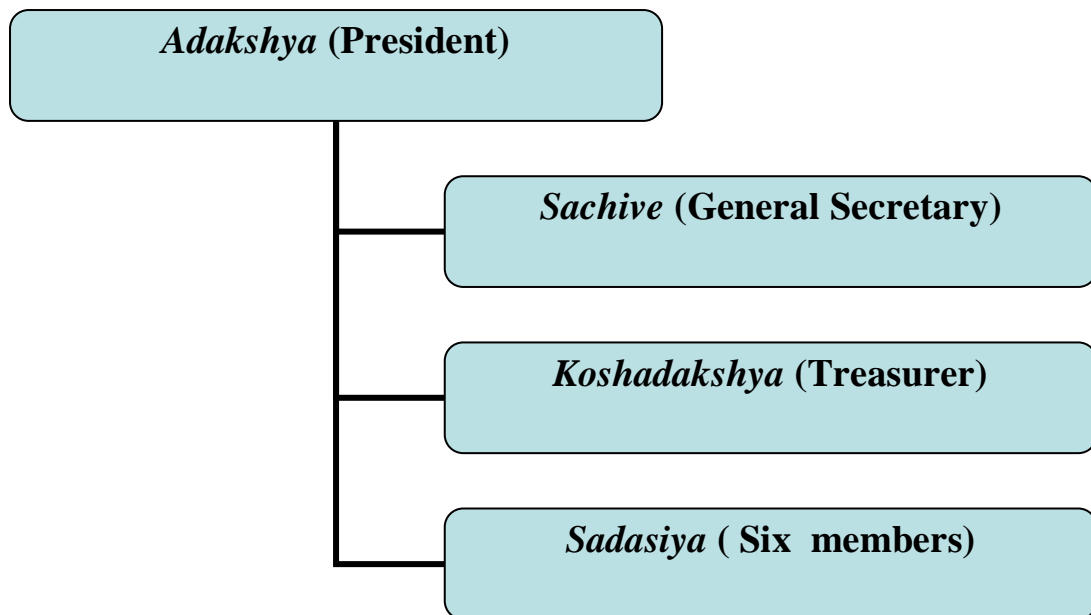 Adakshya (President)
Sachive (General Secretary)
Koshadakshya (Treasurer)
Sadasiya ( Six  members)